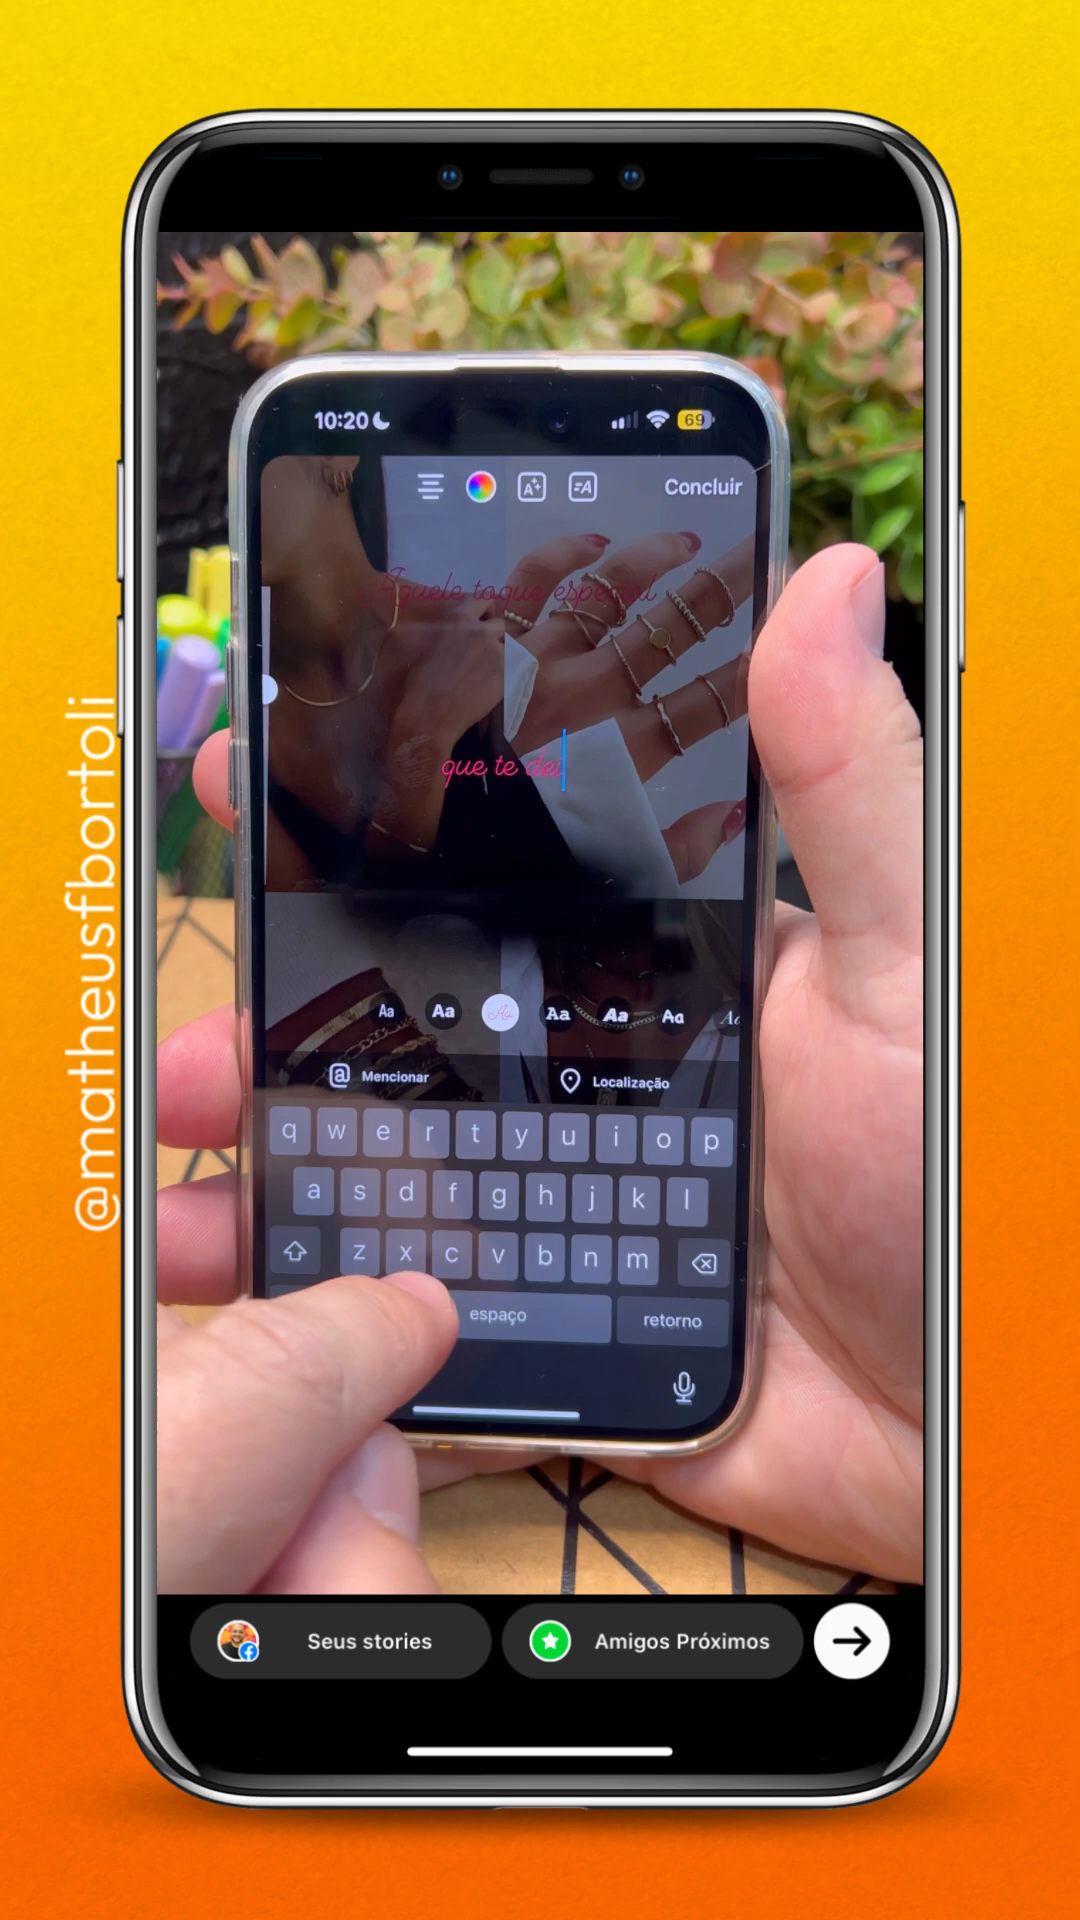 @matheusfbortoli
10:20
69
Concluir
Aquele toque especial
que te dei
Aa Aa Aa Aa Aa Aa
Mencionar
Localização
q w e r t y u i o p
a s d f g h j k l
z x c v b n m
espaço
retorno
Seus stories
Amigos Próximos